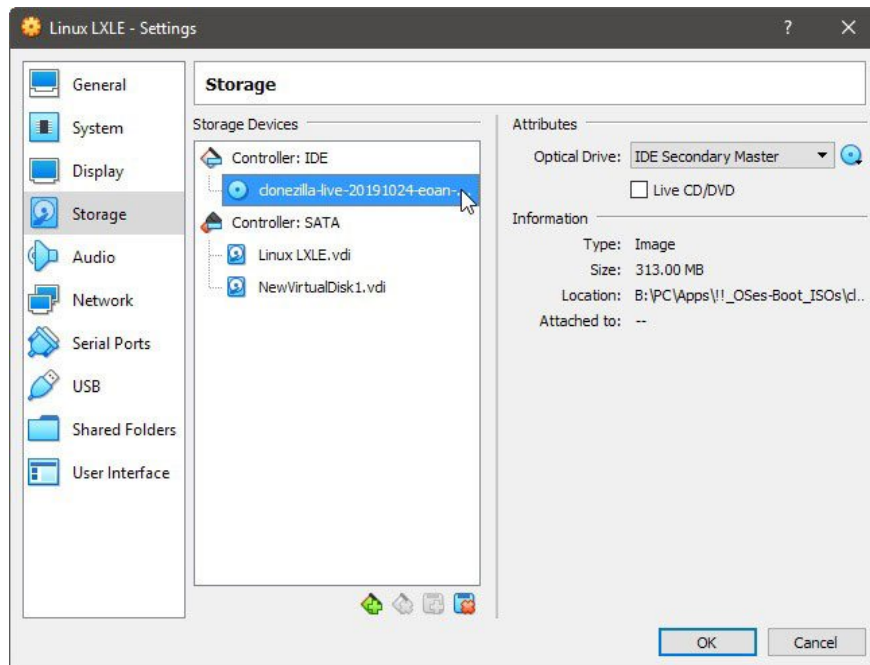 Linux LXLE - Settings
?
General
System
Display
Storage
Audio
Network
Serial Ports
USB
Shared Folders
User Interface
Storage
Storage Devices
Controller: IDE
clonezilla-live-20191024-eoan-...
Controller: SATA
Linux LXLE.vdi
NewVirtualDisk1.vdi
Attributes
Optical Drive: IDE Secondary Master
Live CD/DVD
Information
Type: Image
Size: 313.00 MB
Location: B:\PC\Apps\!!_OSes-Boot_ISOs\cl..
Attached to: --
OK
Cancel